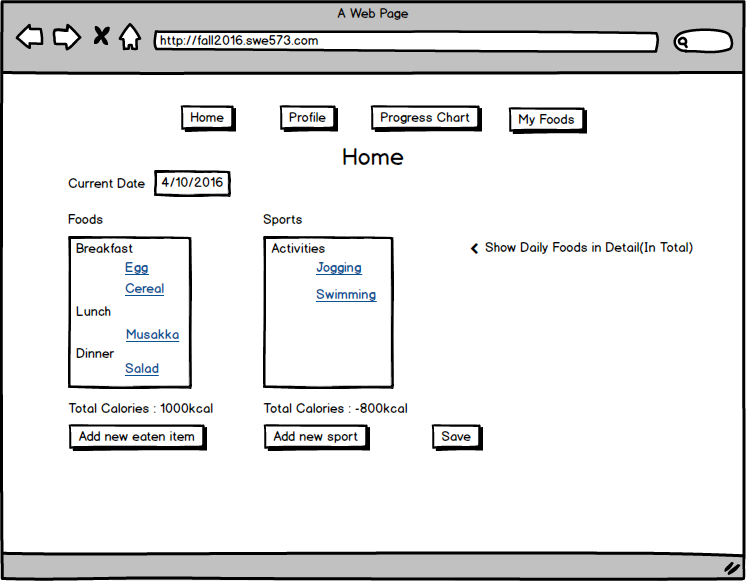 A Web Page
http://fall2016.swe573.com
Home Profile Progress Chart My Foods
Home
Current Date 4/10/2016
Foods Sports
Breakfast Activities < Show Daily Foods in Detail(In Total)
Egg Jogging
Cereal Swimming
Lunch
Musakka
Dinner
Salad
Total Calories : 1000kcal Total Calories : -800kcal
Add new eaten item Add new sport Save